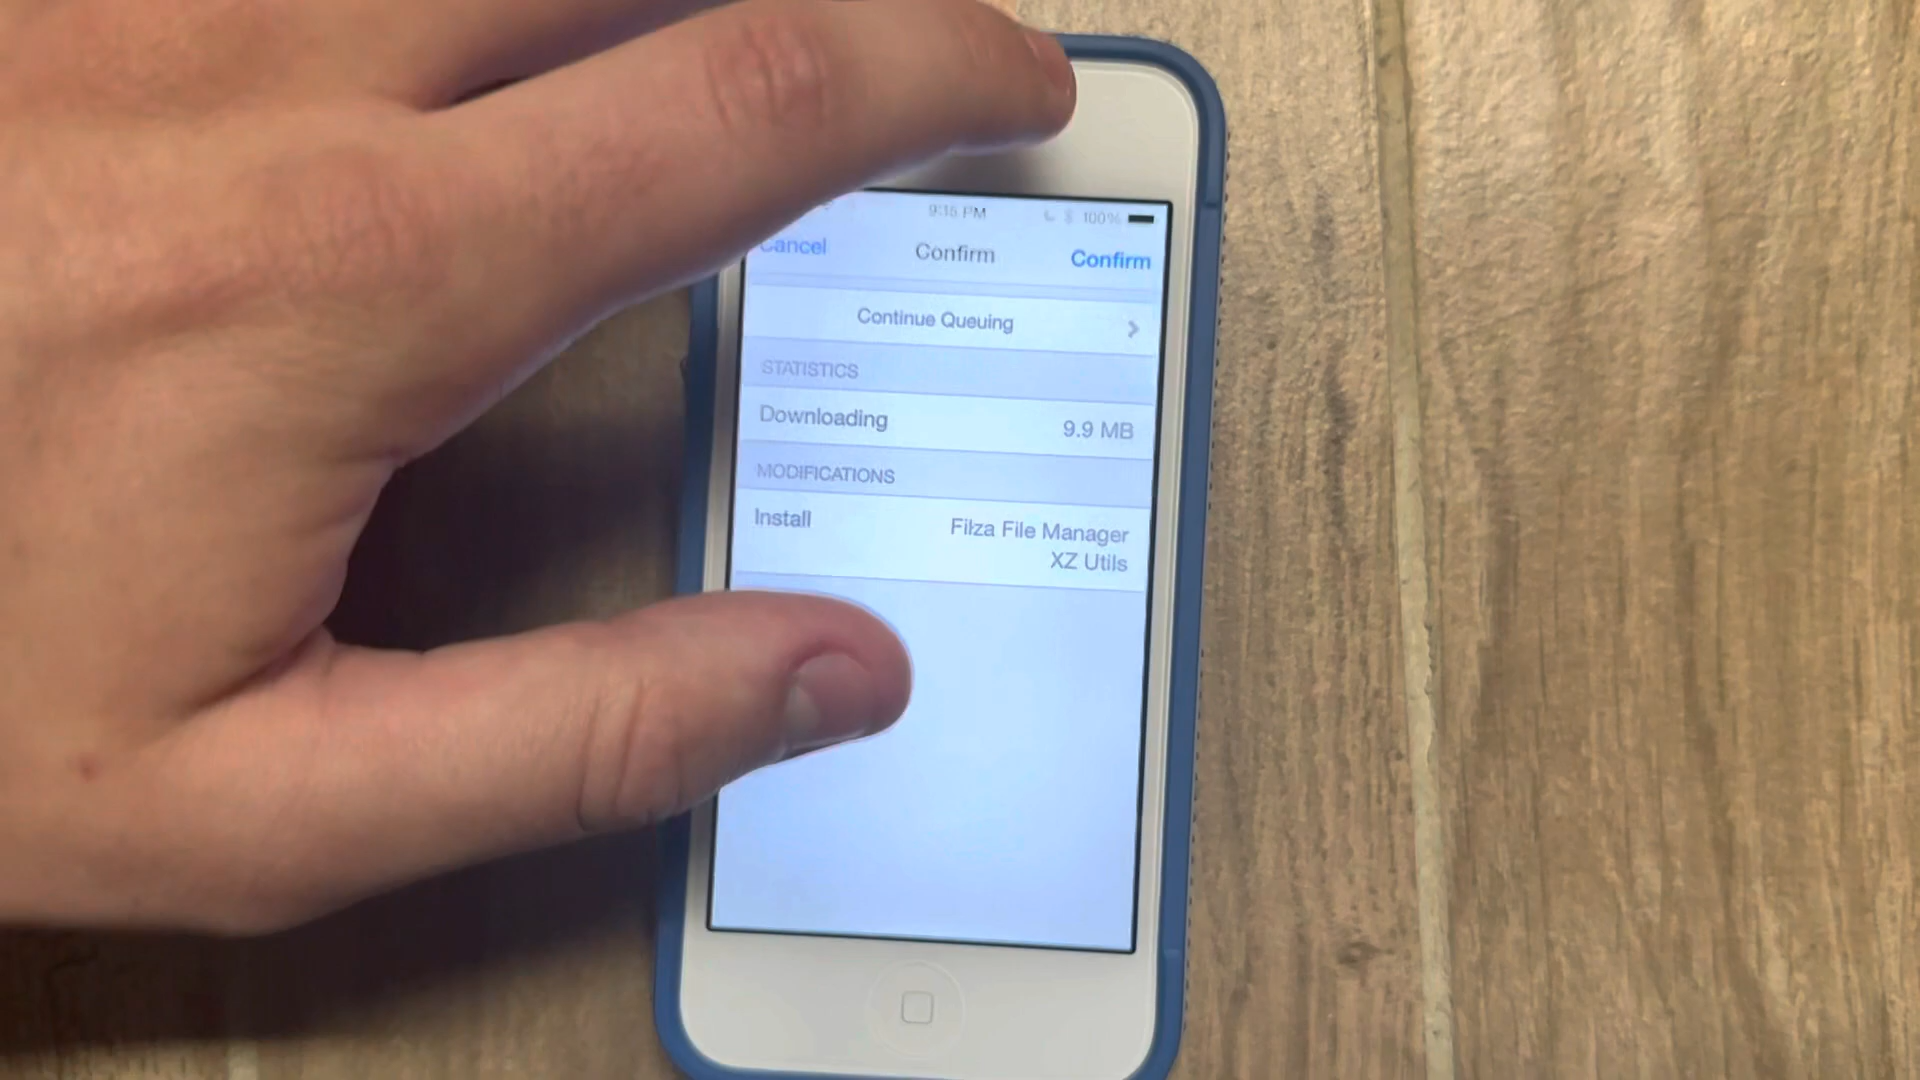 9:15 PM 100%
Cancel Confirm Confirm
Continue Queuing
STATISTICS
Downloading 9.9 MB
MODIFICATIONS
Install Filza File Manager
XZ Utils